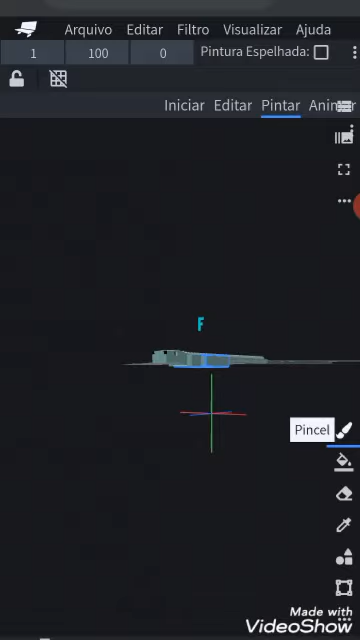 Arquivo Editar Filtro Visualizar Ajuda
1 100 0 Pintura Espelhada:
Iniciar Editar Pintar
F
Pincel
Made with
VideoShow